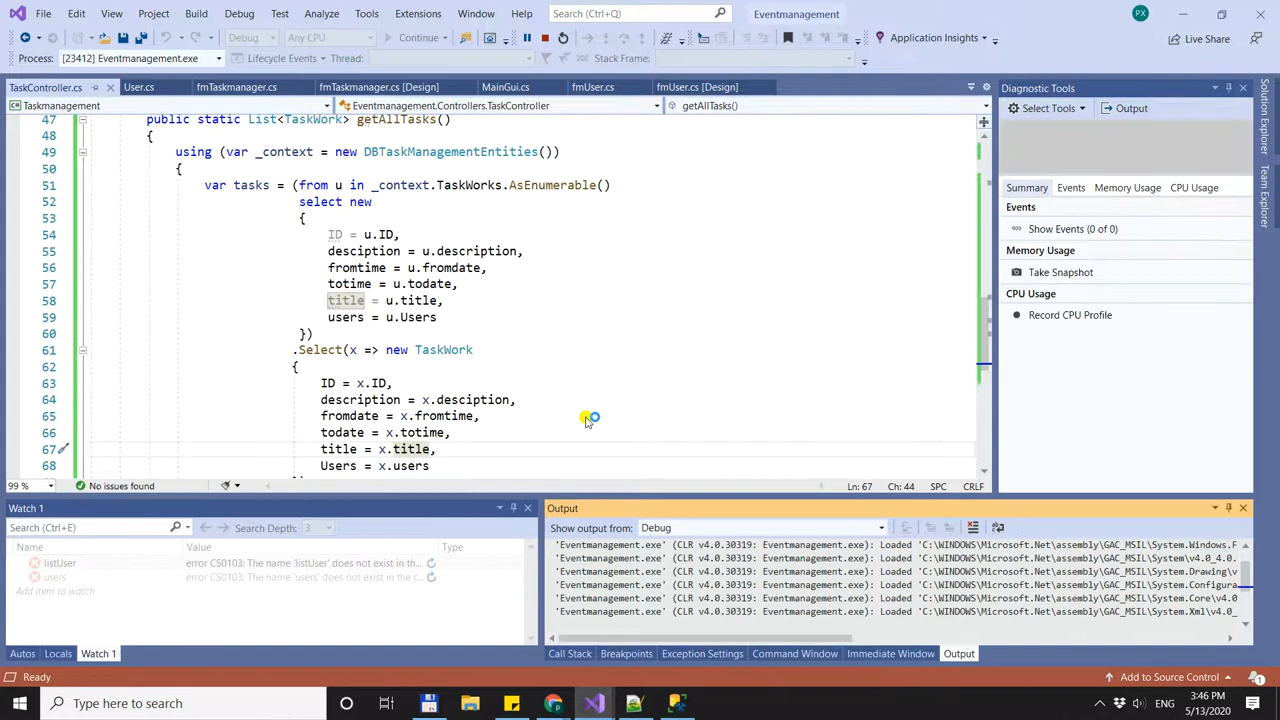 File Edit View Project Build Debug Test Analyze Tools Extensions Window Help Search (Ctrl+Q) Eventmanagement PX
Debug Any CPU Continue Application Insights Live Share
Process: [23412] Eventmanagement.exe Lifecycle Events Thread: Stack Frame:
TaskController.cs User.cs fmTaskmanager.cs fmTaskmanager.cs [Design] MainGui.cs fmUser.cs fmUser.cs [Design]
Taskmanagement Eventmanagement.Controllers.TaskController getAllTasks()
47 public static List<TaskWork> getAllTasks()
48 {
49 using (var _context = new DBTaskManagementEntities())
50 {
51 var tasks = (from u in _context.TaskWorks.AsEnumerable()
52 select new
53 {
54 ID = u.ID,
55 desciption = u.description,
56 fromtime = u.fromdate,
57 totime = u.todate,
58 title = u.title,
59 users = u.Users
60 })
61 .Select(x => new TaskWork
62 {
63 ID = x.ID,
64 description = x.desciption,
65 fromdate = x.fromtime,
66 todate = x.totime,
67 title = x.title,
68 Users = x.users
99 % No issues found Ln: 67 Ch: 44 SPC CRLF
Diagnostic Tools
Select Tools Output
Summary Events Memory Usage CPU Usage
Events
Show Events (0 of 0)
Memory Usage
Take Snapshot
CPU Usage
Record CPU Profile
Solution Explorer
Team Explorer
Watch 1
Search (Ctrl+E) Search Depth: 3
Name Value Type
listUser error CS0103: The name 'listUser' does not exist in th...
users error CS0103: The name 'users' does not exist in the c...
Add item to watch
Autos Locals Watch 1
Output
Show output from: Debug
'Eventmanagement.exe' (CLR v4.0.30319: Eventmanagement.exe): Loaded 'C:\WINDOWS\Microsoft.Net\assembly\GAC_MSIL\System.Windows.F
'Eventmanagement.exe' (CLR v4.0.30319: Eventmanagement.exe): Loaded 'C:\WINDOWS\Microsoft.Net\assembly\GAC_MSIL\System\v4.0_4.0.
'Eventmanagement.exe' (CLR v4.0.30319: Eventmanagement.exe): Loaded 'C:\WINDOWS\Microsoft.Net\assembly\GAC_MSIL\System.Drawing\v
'Eventmanagement.exe' (CLR v4.0.30319: Eventmanagement.exe): Loaded 'C:\WINDOWS\Microsoft.Net\assembly\GAC_MSIL\System.Configura
'Eventmanagement.exe' (CLR v4.0.30319: Eventmanagement.exe): Loaded 'C:\WINDOWS\Microsoft.Net\assembly\GAC_MSIL\System.Core\v4.0
'Eventmanagement.exe' (CLR v4.0.30319: Eventmanagement.exe): Loaded 'C:\WINDOWS\Microsoft.Net\assembly\GAC_MSIL\System.Xml\v4.0_
Call Stack Breakpoints Exception Settings Command Window Immediate Window Output
Ready Add to Source Control 1
Type here to search ENG 3:46 PM 5/13/2020